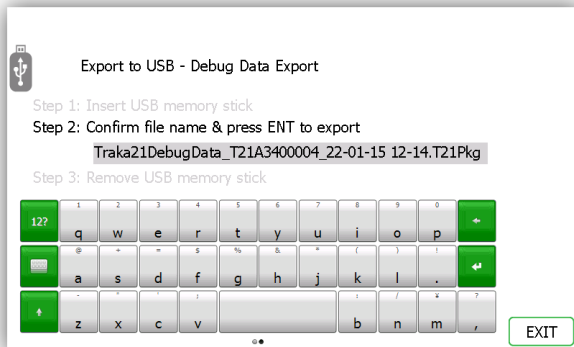 Export to USB - Debug Data Export
Step 1: Insert USB memory stick
Step 2: Confirm file name & press ENT to export
Traka21DebugData_T21A3400004_22-01-15 12-14.T21Pkg
Step 3: Remove USB memory stick
1 2 3 4 5 6 7 8 9 0
12? q w e r t y u i o p
@ + = $ % & * ( ) !
a s d f g h j k l .
- " ' ; : / ¥ ?
z x c v b n m ,
EXIT